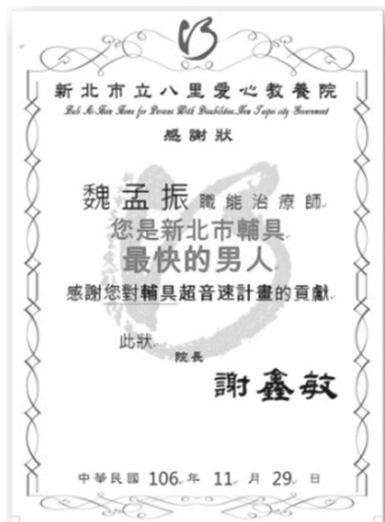 新北市立八里愛心教養院
Bali Ai-Shin Home for Persons With Disabilities, New Taipei city Government
感謝狀
魏孟振 職能治療師
您是新北市輔具
最快的男人
感謝您對輔具超音速計畫的貢獻
此狀
院長
謝鑫敏
中華民國 106 年 11 月 29 日